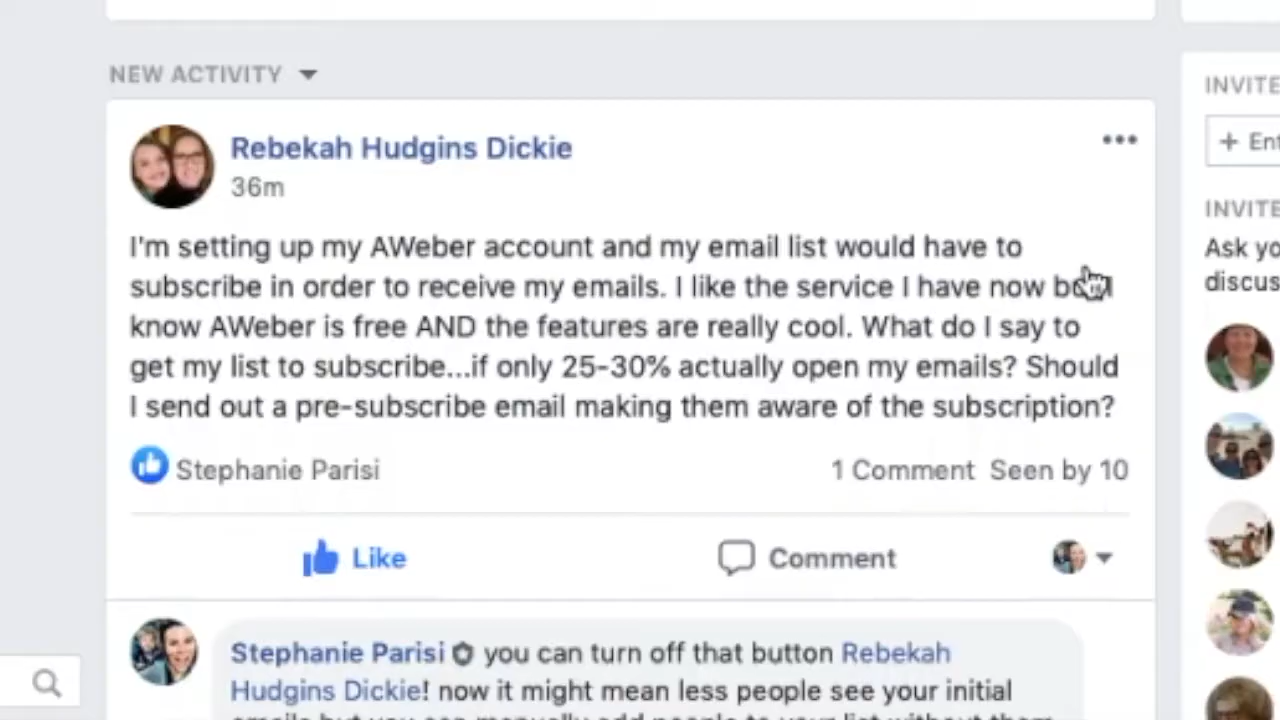 NEW ACTIVITY
Rebekah Hudgins Dickie
36m
I'm setting up my AWeber account and my email list would have to
subscribe in order to receive my emails. I like the service I have now
know AWeber is free AND the features are really cool. What do I say to
get my list to subscribe...if only 25-30% actually open my emails? Should
I send out a pre-subscribe email making them aware of the subscription?
Stephanie Parisi
1 Comment Seen by 10
Like
Comment
Stephanie Parisi you can turn off that button Rebekah
Hudgins Dickie! now it might mean less people see your initial
INVITE
+ Ent
INVITE
Ask yo
discus